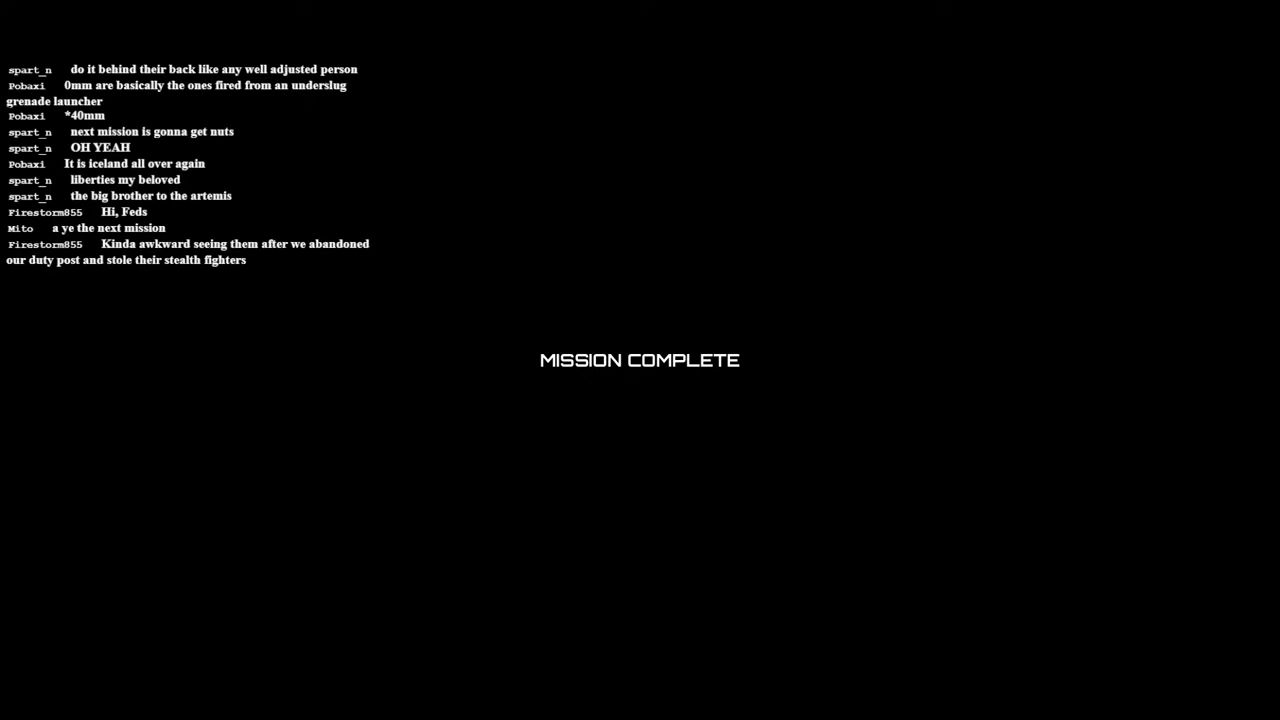 spart_n do it behind their back like any well adjusted person
Pobaxi 0mm are basically the ones fired from an underslug
grenade launcher
Pobaxi *40mm
spart_n next mission is gonna get nuts
spart_n OH YEAH
Pobaxi It is iceland all over again
spart_n liberties my beloved
spart_n the big brother to the artemis
Firestorm855 Hi, Feds
Mito a ye the next mission
Firestorm855 Kinda awkward seeing them after we abandoned
our duty post and stole their stealth fighters
MISSION COMPLETE